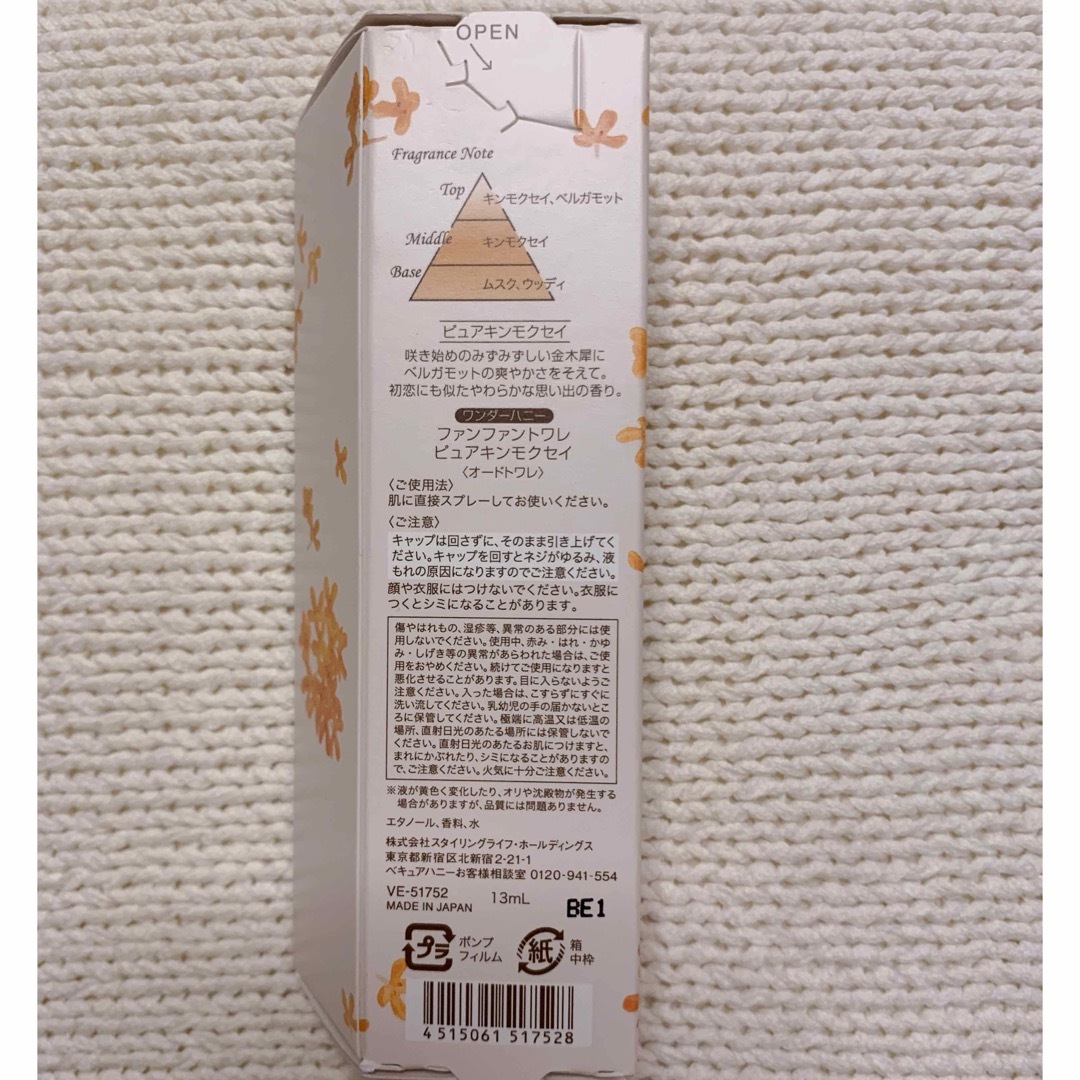 OPEN
Fragrance Note
Top キンモクセイ、ベルガモット
Middle キンモクセイ
Base ムスク、ウッディ
ピュアキンモクセイ
咲き始めのみずみずしい金木犀に
ベルガモットの爽やかさをそえて。
初恋にも似たやわらかな思い出の香り。
ワンダーハニー
ファンファントワレ
ピュアキンモクセイ
〈オードトワレ〉
〈ご使用法〉
肌に直接スプレーしてお使いください。
〈ご注意〉
キャップは回さずに、そのまま引き上げてく
ださい。キャップを回すとネジがゆるみ、液
もれの原因になりますのでご注意ください。
顔や衣服にはつけないでください。衣服に
つくとシミになることがあります。
傷やはれもの、湿疹等、異常のある部分には使
用しないでください。使用中、赤み・はれ・かゆ
み・しげき等の異常があらわれた場合は、ご使
用をおやめください。続けてご使用になりますと
悪化させることがあります。目に入らないようご
注意ください。入った場合は、こすらずにすぐに
洗い流してください。乳幼児の手の届かないとこ
ろに保管してください。極端に高温又は低温の
場所、直射日光のあたる場所には保管しないで
ください。直射日光のあたるお肌につけますと、
まれにかぶれたり、シミになることがありますの
で、ご注意ください。火気に十分ご注意ください。
※液が黄色く変化したり、オリや沈殿物が発生する
場合がありますが、品質には問題ありません。
エタノール、香料、水
株式会社スタイリングライフ・ホールディングス
東京都新宿区北新宿2-21-1
ベキュアハニーお客様相談室 0120-941-554
VE-51752 13mL
MADE IN JAPAN BE1
プラ ポンプ フィルム
紙 箱 中枠
4 515061 517528